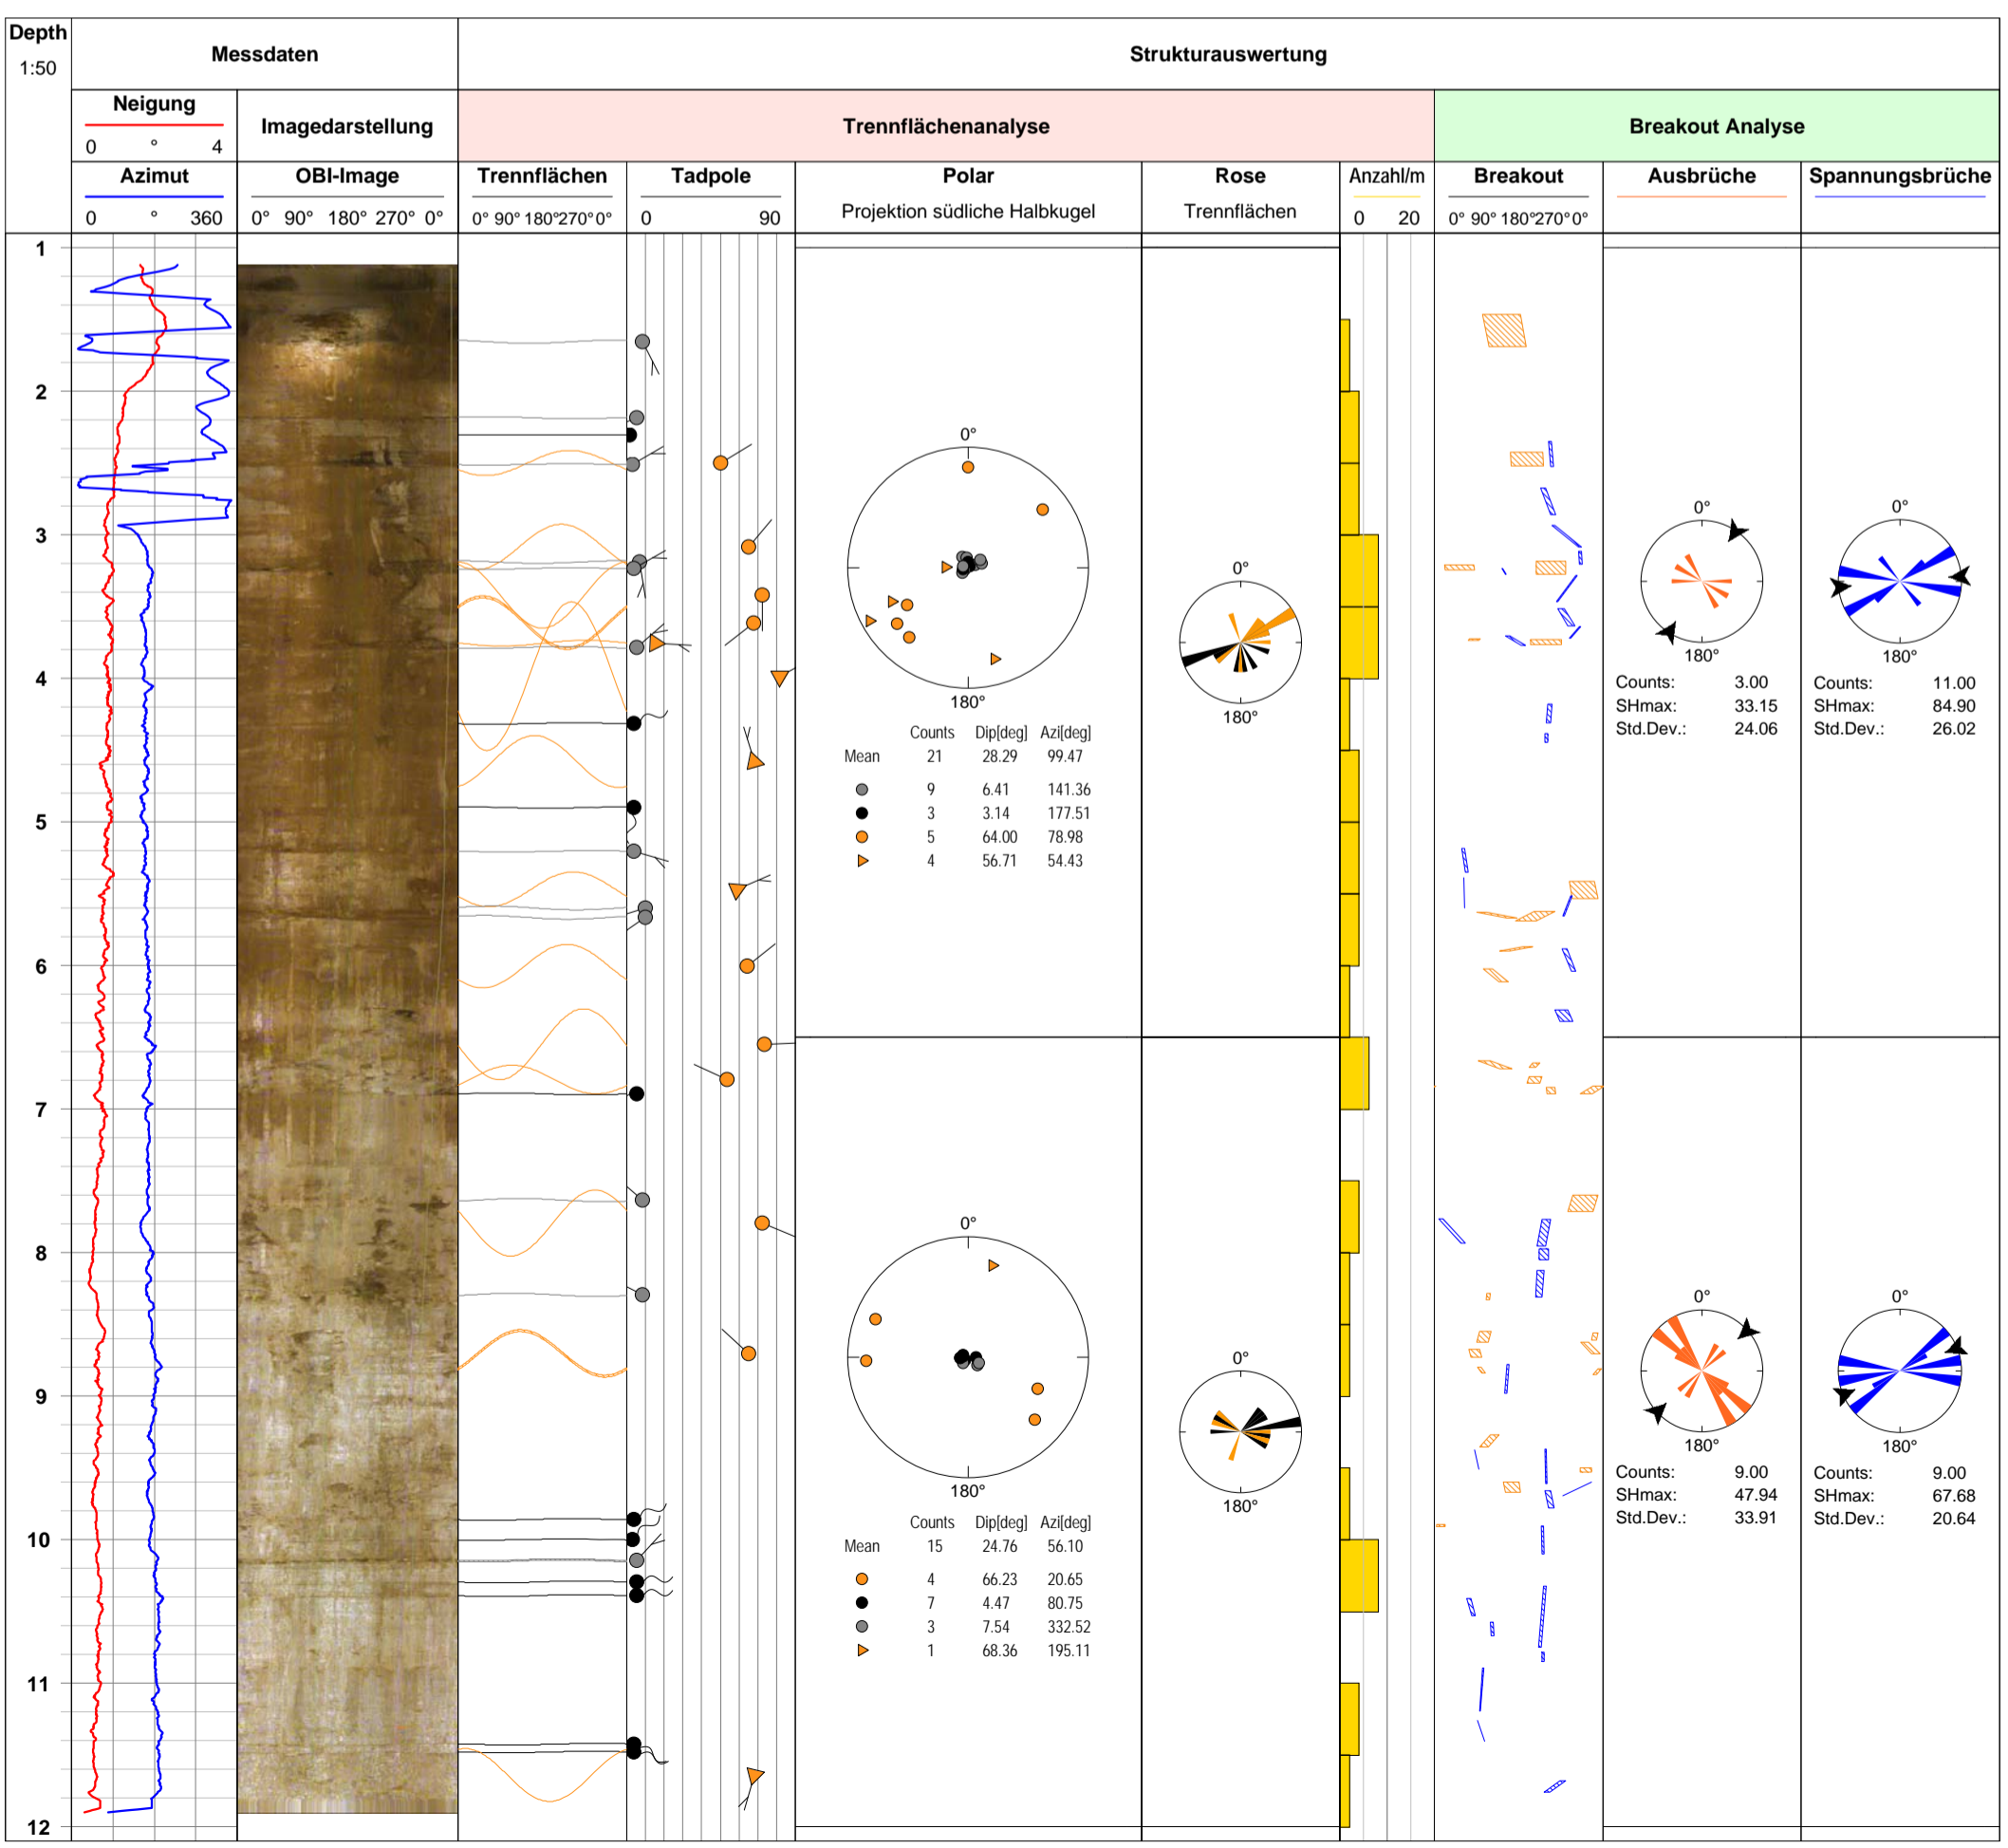 Depth
1:50
Messdaten
Strukturauswertung
Neigung
0 ° 4
Imagedarstellung
Trennflächenanalyse
Breakout Analyse
Azimut
0 ° 360
OBI-Image
0° 90° 180° 270° 0°
Trennflächen
0° 90° 180° 270° 0°
Tadpole
0 90
Polar
Projektion südliche Halbkugel
Rose
Trennflächen
Anzahl/m
0 20
Breakout
0° 90° 180° 270° 0°
Ausbrüche
Spannungsbrüche
1
2
3
4
5
6
7
8
9
10
11
12
0°
180°
Counts Dip[deg] Azi[deg]
Mean 21 28.29 99.47
9 6.41 141.36
3 3.14 177.51
5 64.00 78.98
4 56.71 54.43
0°
180°
0°
180°
Counts: 3.00
SHmax: 33.15
Std.Dev.: 24.06
0°
180°
Counts: 11.00
SHmax: 84.90
Std.Dev.: 26.02
0°
180°
Counts Dip[deg] Azi[deg]
Mean 15 24.76 56.10
4 66.23 20.65
7 4.47 80.75
3 7.54 332.52
1 68.36 195.11
0°
180°
0°
180°
Counts: 9.00
SHmax: 47.94
Std.Dev.: 33.91
0°
180°
Counts: 9.00
SHmax: 67.68
Std.Dev.: 20.64